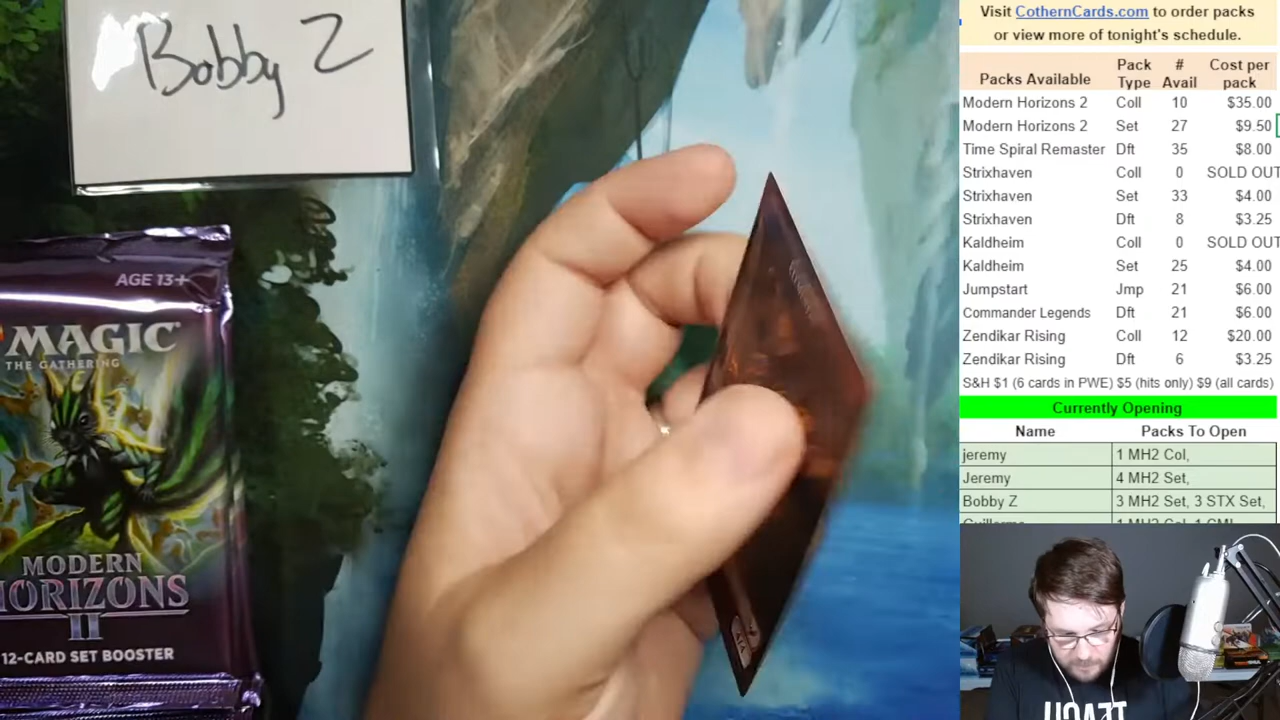 Bobby Z
AGE 13+
MAGIC
THE GATHERING
MODERN
HORIZONS
II
12-CARD SET BOOSTER
4/4
Visit CothernCards.com to order packs
or view more of tonight's schedule.
Packs Available Pack Type # Avail Cost per pack
Modern Horizons 2 Coll 10 $35.00
Modern Horizons 2 Set 27 $9.50
Time Spiral Remaster Dft 35 $8.00
Strixhaven Coll 0 SOLD OUT
Strixhaven Set 33 $4.00
Strixhaven Dft 8 $3.25
Kaldheim Coll 0 SOLD OUT
Kaldheim Set 25 $4.00
Jumpstart Jmp 21 $6.00
Commander Legends Dft 21 $6.00
Zendikar Rising Coll 12 $20.00
Zendikar Rising Dft 6 $3.25
S&H $1 (6 cards in PWE) $5 (hits only) $9 (all cards)
Currently Opening
Name Packs To Open
jeremy 1 MH2 Col,
Jeremy 4 MH2 Set,
Bobby Z 3 MH2 Set, 3 STX Set,